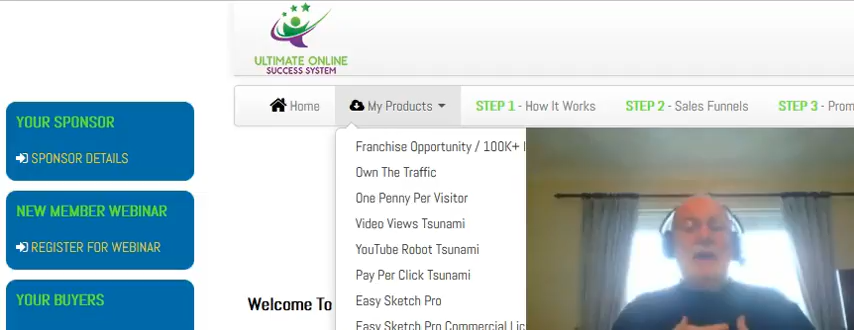 ULTIMATE ONLINE
SUCCESS SYSTEM
Home
My Products
STEP 1 - How It Works
STEP 2 - Sales Funnels
STEP 3 - Prom
YOUR SPONSOR
SPONSOR DETAILS
NEW MEMBER WEBINAR
REGISTER FOR WEBINAR
YOUR BUYERS
Franchise Opportunity / 100K+
Own The Traffic
One Penny Per Visitor
Video Views Tsunami
YouTube Robot Tsunami
Pay Per Click Tsunami
Easy Sketch Pro
Easy Sketch Pro Commercial Lic
Welcome To